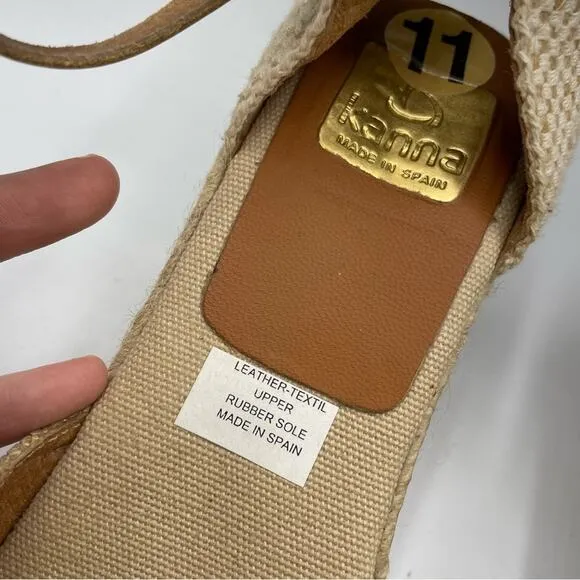 11
kanna
MADE IN SPAIN
LEATHER-TEXTIL
UPPER
RUBBER SOLE
MADE IN SPAIN